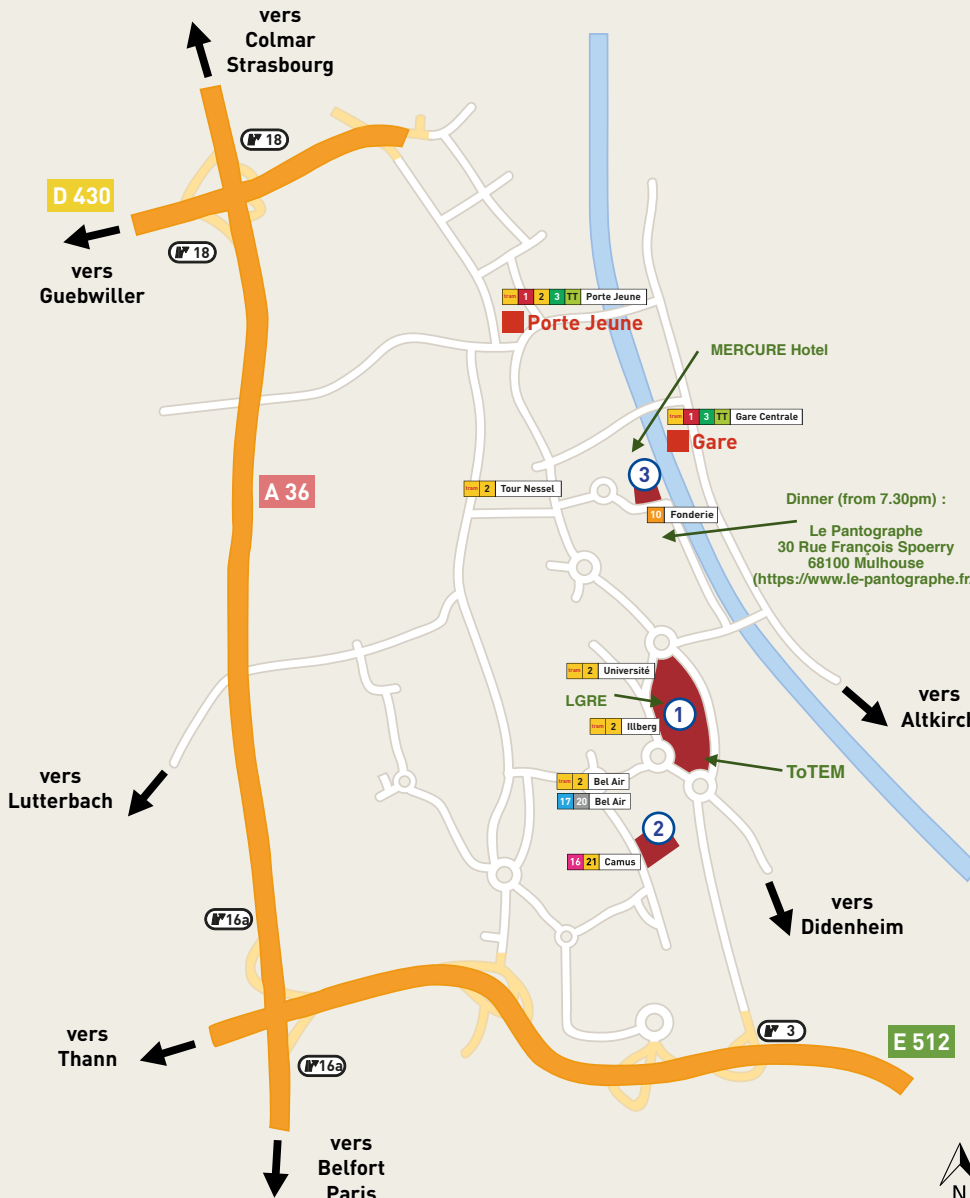 vers
Colmar
Strasbourg
18
D 430
18
vers
Guebwiller
tram 1 2 3 TT Porte Jeune
Porte Jeune
MERCURE Hotel
tram 1 3 TT Gare Centrale
Gare
3
A 36
tram 2 Tour Nessel
10 Fonderie
Dinner (from 7.30pm) :
Le Pantographe
30 Rue François Spoerry
68100 Mulhouse
(https://www.le-pantographe.fr
tram 2 Université
LGRE
1
tram 2 Illberg
vers
Altkirch
vers
Lutterbach
ToTEM
tram 2 Bel Air
17 20 Bel Air
2
16 21 Camus
vers
Didenheim
16a
vers
Thann
3
E 512
16a
vers
Belfort
Paris
N